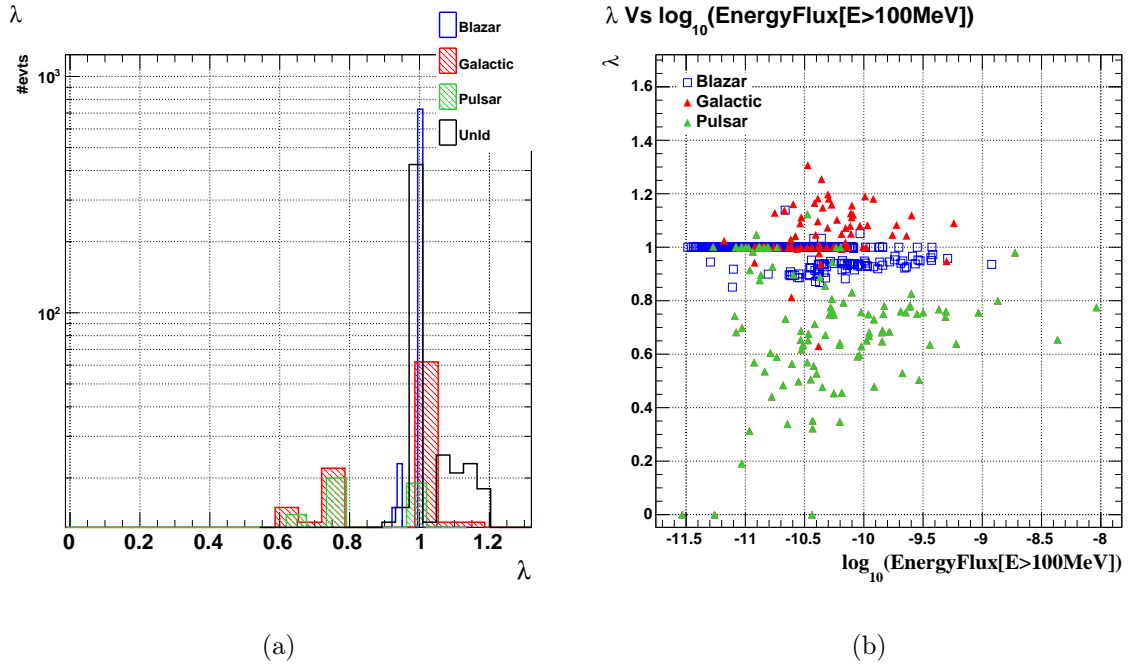 λ
Blazar
Galactic
Pulsar
UnId
#evts
10³
10²
0 0.2 0.4 0.6 0.8 1 1.2
λ
(a)
λ Vs log₁₀(EnergyFlux[E>100MeV])
λ
Blazar
Galactic
Pulsar
1.6
1.4
1.2
1
0.8
0.6
0.4
0.2
0
-11.5 -11 -10.5 -10 -9.5 -9 -8.5 -8
log₁₀(EnergyFlux[E>100MeV])
(b)